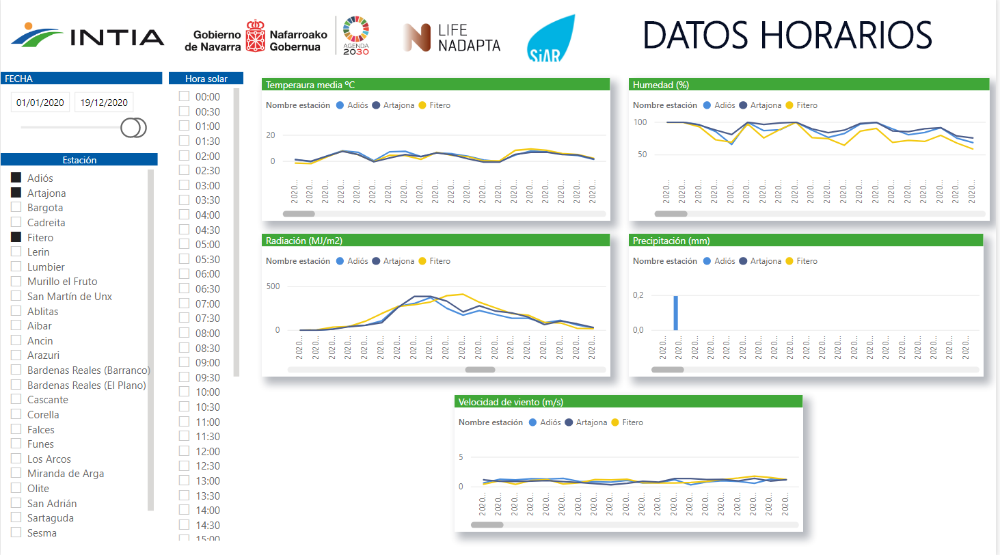 INTIA
Gobierno
de Navarra
Nafarroako
Gobernua
AGENDA
2030
LIFE
NADAPTA
SiAR
DATOS HORARIOS
FECHA
01/01/2020
19/12/2020
Estación
Adiós
Artajona
Bargota
Cadreita
Fitero
Lerin
Lumbier
Murillo el Fruto
San Martín de Unx
Ablitas
Aibar
Ancin
Arazuri
Bardenas Reales (Barranco)
Bardenas Reales (El Plano)
Cascante
Corella
Falces
Funes
Los Arcos
Miranda de Arga
Olite
San Adrián
Sartaguda
Sesma
Hora solar
00:00
00:30
01:00
01:30
02:00
02:30
03:00
03:30
04:00
04:30
05:00
05:30
06:00
06:30
07:00
07:30
08:00
08:30
09:00
09:30
10:00
10:30
11:00
11:30
12:00
12:30
13:00
13:30
14:00
14:30
15:00
Temperaura media ºC
Nombre estación Adiós Artajona Fitero
20
0
2020... 2020... 2020... 2020... 2020... 2020... 2020... 2020... 2020... 2020... 2020... 2020... 2020... 2020... 2020... 2020... 2020... 2020... 2020... 2020...
Humedad (%)
Nombre estación Adiós Artajona Fitero
100
50
2020... 2020... 2020... 2020... 2020... 2020... 2020... 2020... 2020... 2020... 2020... 2020... 2020... 2020... 2020... 2020... 2020... 2020... 2020... 2020...
Radiación (MJ/m2)
Nombre estación Adiós Artajona Fitero
500
0
2020... 2020... 2020... 2020... 2020... 2020... 2020... 2020... 2020... 2020... 2020... 2020... 2020... 2020... 2020... 2020... 2020... 2020... 2020...
Precipitación (mm)
Nombre estación Adiós Artajona Fitero
0,2
0,0
2020... 2020... 2020... 2020... 2020... 2020... 2020... 2020... 2020... 2020... 2020... 2020... 2020... 2020... 2020... 2020... 2020... 2020... 2020... 2020...
Velocidad de viento (m/s)
Nombre estación Adiós Artajona Fitero
5
0
2020... 2020... 2020... 2020... 2020... 2020... 2020... 2020... 2020... 2020... 2020... 2020... 2020... 2020... 2020... 2020... 2020... 2020... 2020... 2020...